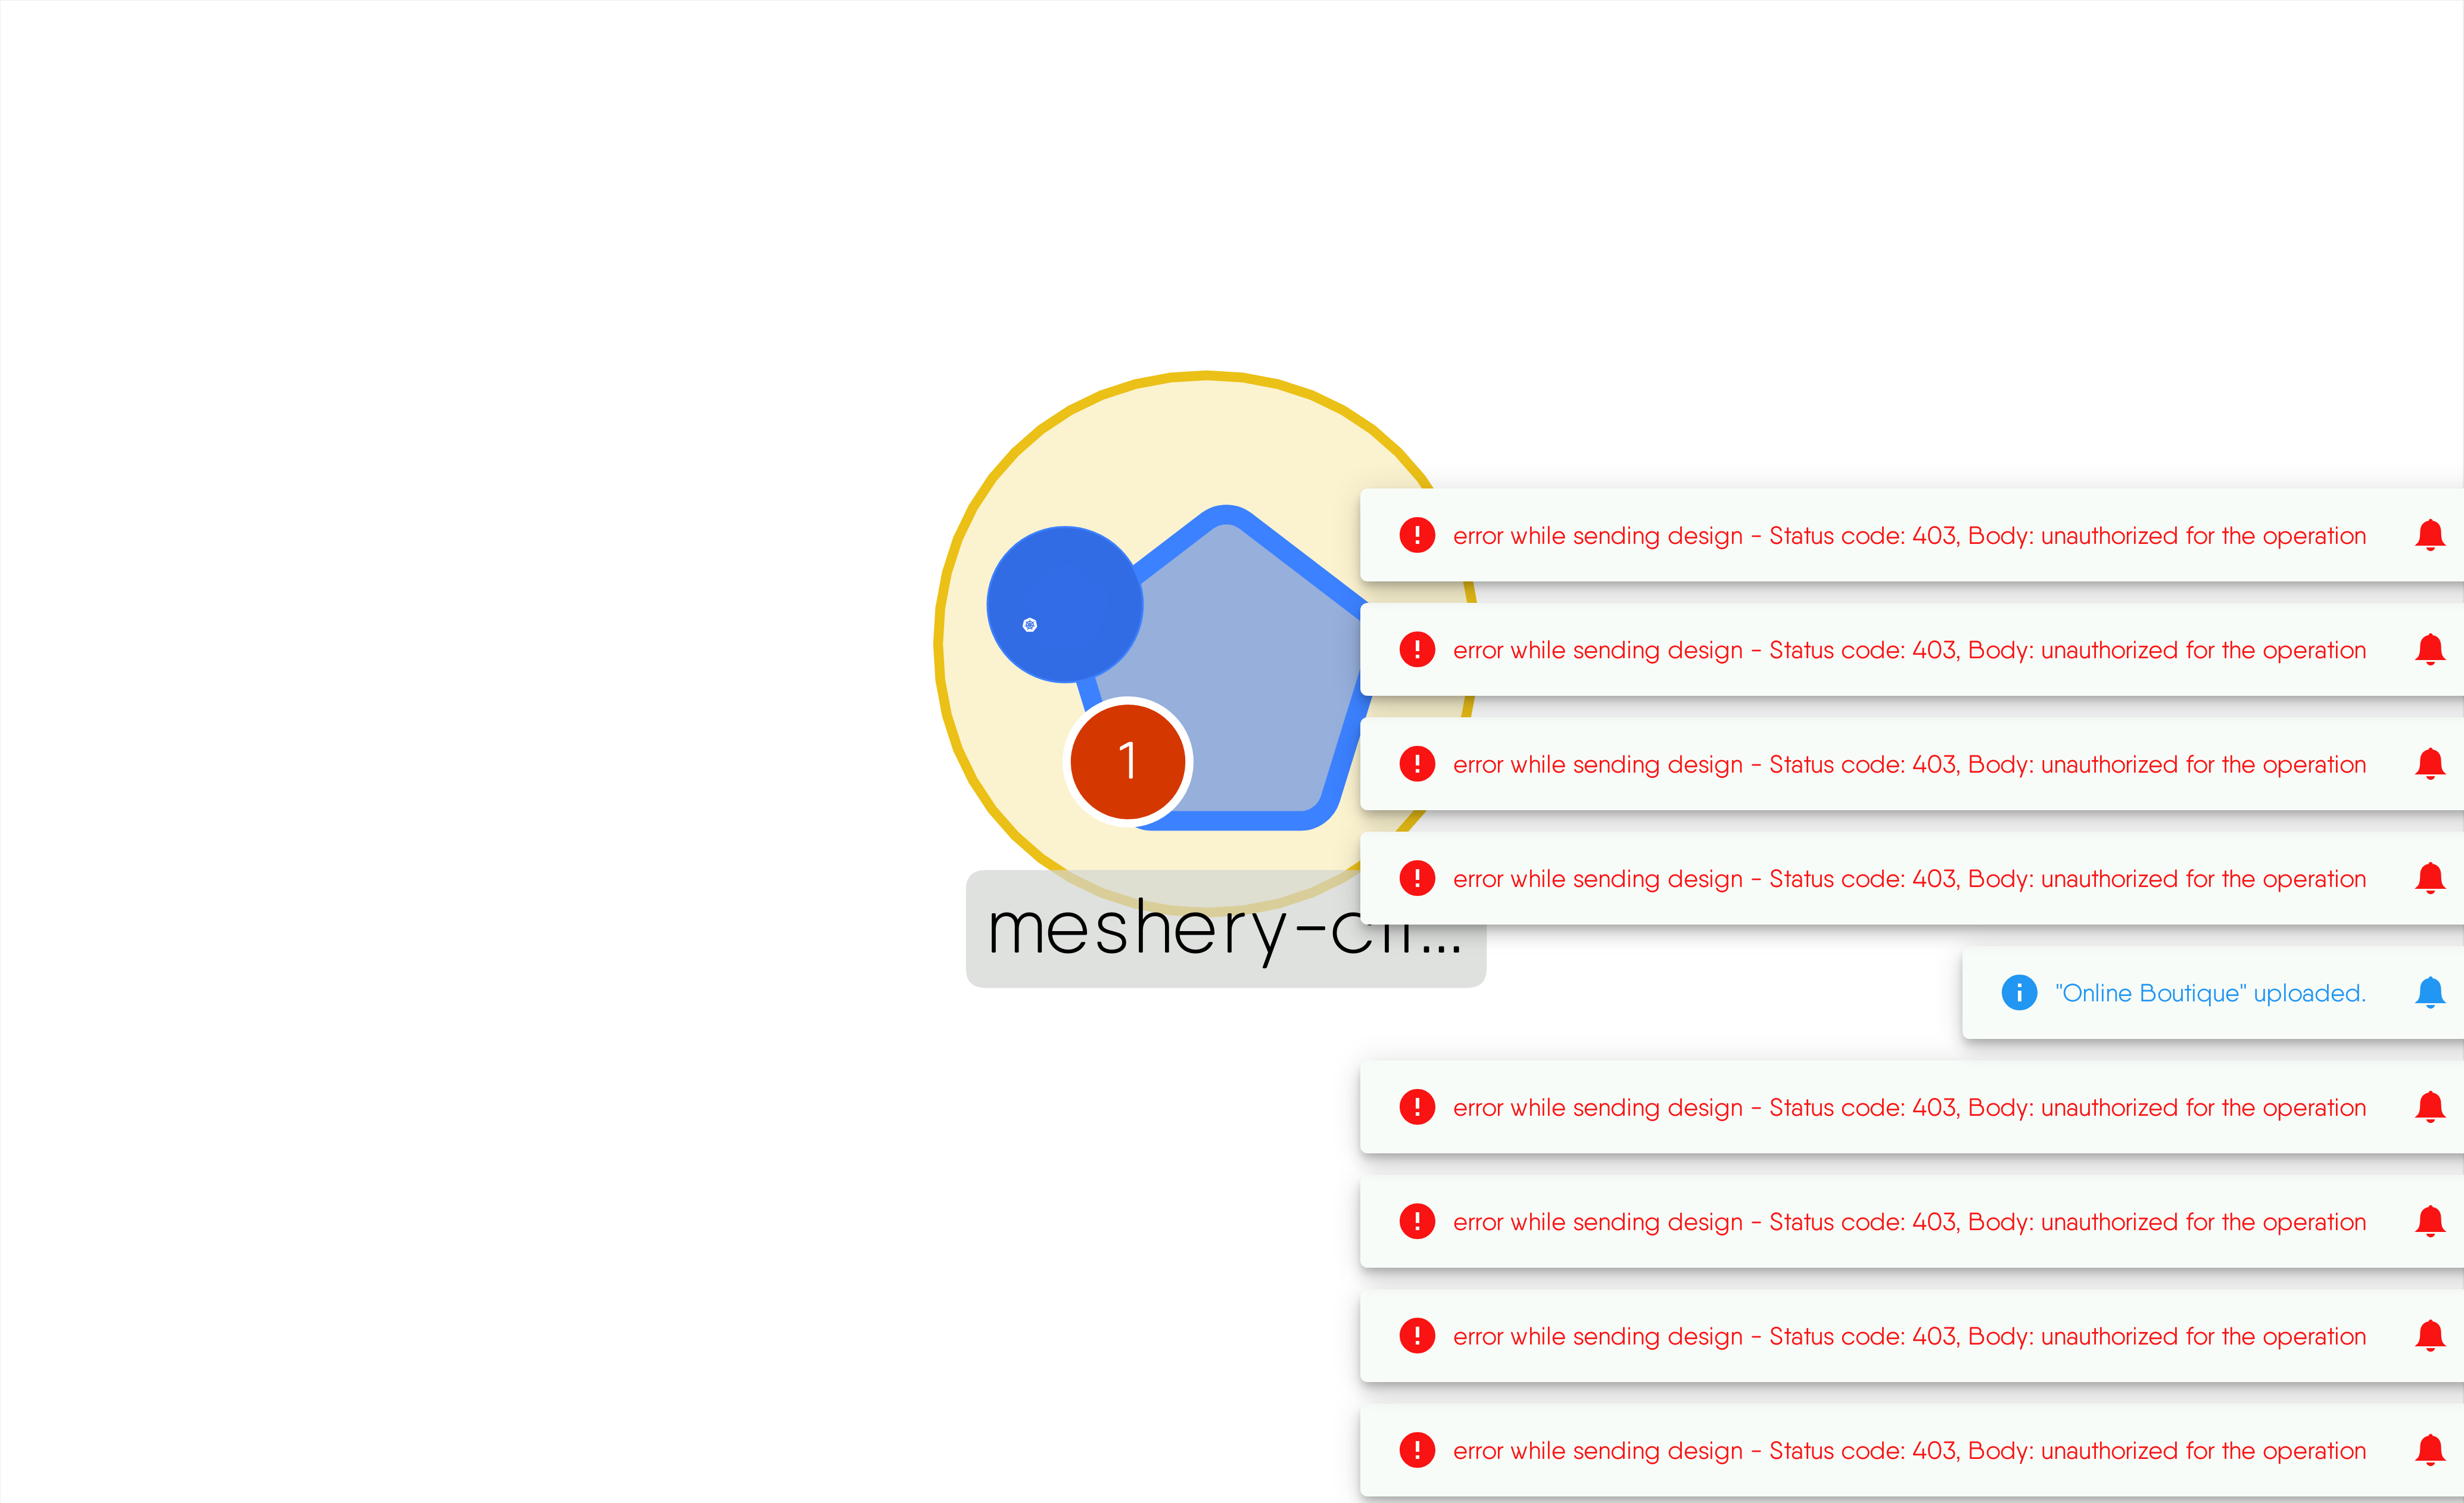 error while sending design - Status code: 403, Body: unauthorized for the operation
error while sending design - Status code: 403, Body: unauthorized for the operation
1
error while sending design - Status code: 403, Body: unauthorized for the operation
error while sending design - Status code: 403, Body: unauthorized for the operation
"Online Boutique" uploaded.
error while sending design - Status code: 403, Body: unauthorized for the operation
error while sending design - Status code: 403, Body: unauthorized for the operation
error while sending design - Status code: 403, Body: unauthorized for the operation
error while sending design - Status code: 403, Body: unauthorized for the operation